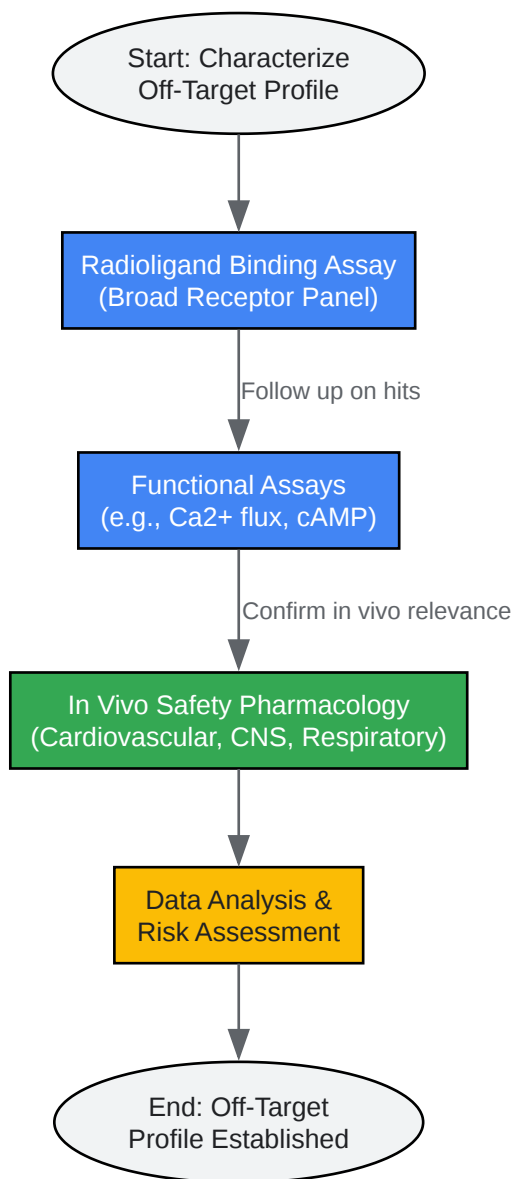 Start: Characterize
Off-Target Profile
Radioligand Binding Assay
(Broad Receptor Panel)
Follow up on hits
Functional Assays
(e.g., Ca2+ flux, cAMP)
Confirm in vivo relevance
In Vivo Safety Pharmacology
(Cardiovascular, CNS, Respiratory)
Data Analysis &
Risk Assessment
End: Off-Target
Profile Established